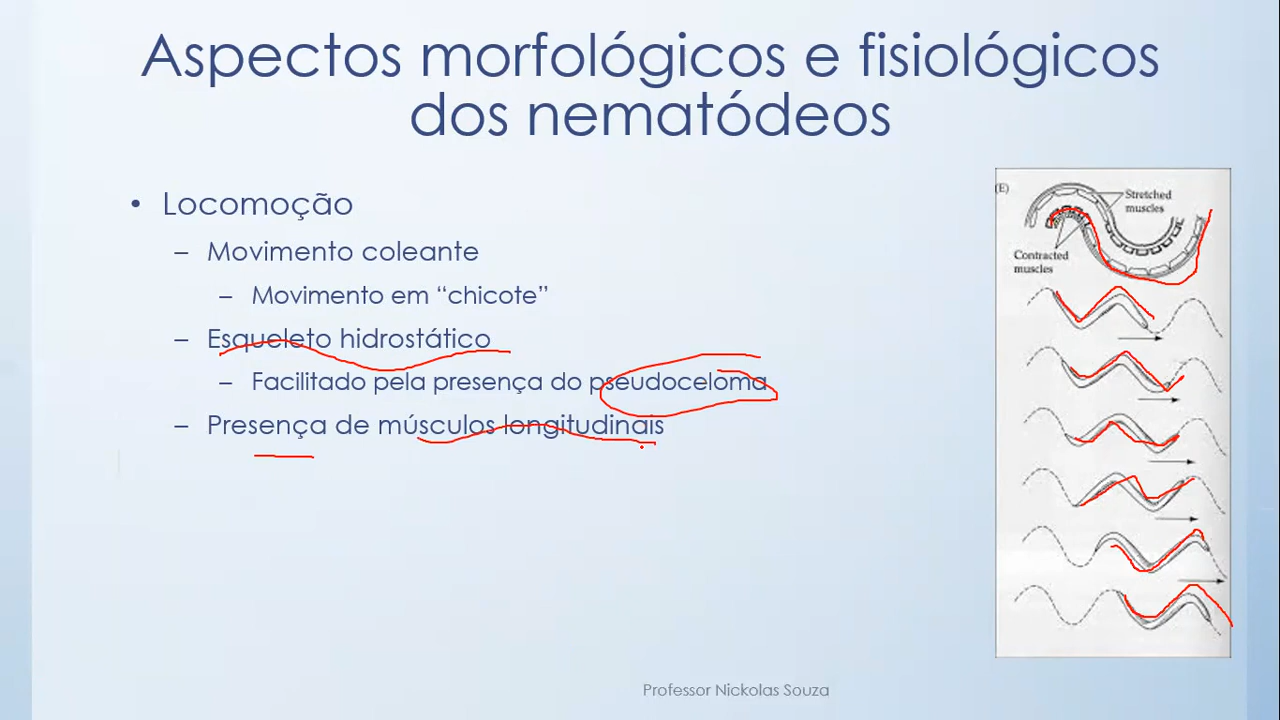 Aspectos morfológicos e fisiológicos
dos nematódeos
• Locomoção
– Movimento coleante
– Movimento em “chicote”
– Esqueleto hidrostático
– Facilitado pela presença do pseudoceloma
– Presença de músculos longitudinais
(E)
Stretched
muscles
Contracted
muscles
Professor Nickolas Souza